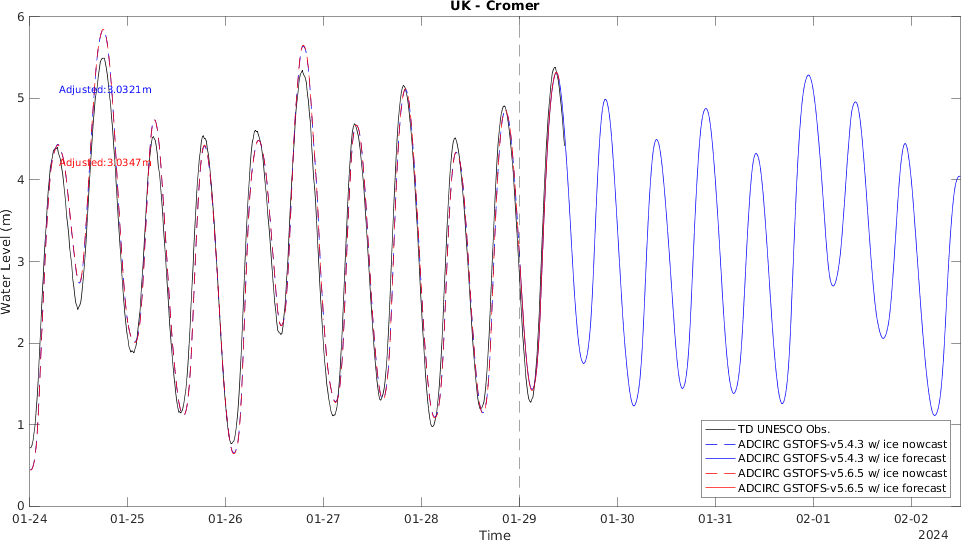 UK - Cromer
6
5
4
3
2
1
0
Water Level (m)
Adjusted:3.0321m
Adjusted:3.0347m
TD UNESCO Obs.
ADCIRC GSTOFS-v5.4.3 w/ ice nowcast
ADCIRC GSTOFS-v5.4.3 w/ ice forecast
ADCIRC GSTOFS-v5.6.5 w/ ice nowcast
ADCIRC GSTOFS-v5.6.5 w/ ice forecast
01-24 01-25 01-26 01-27 01-28 01-29 01-30 01-31 02-01 02-02
Time
2024